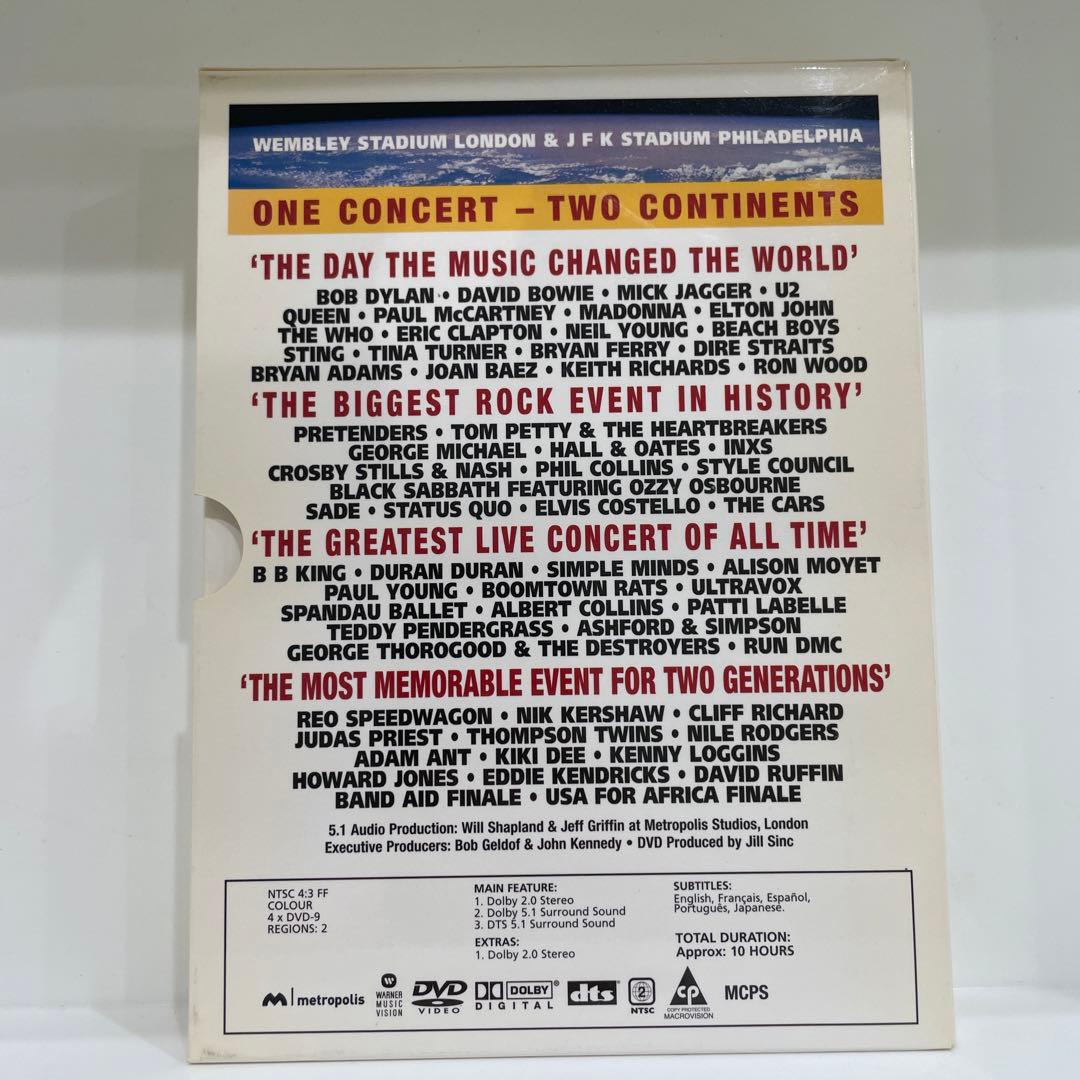 WEMBLEY STADIUM LONDON & J F K STADIUM PHILADELPHIA
ONE CONCERT – TWO CONTINENTS
‘THE DAY THE MUSIC CHANGED THE WORLD’
BOB DYLAN • DAVID BOWIE • MICK JAGGER • U2
QUEEN • PAUL McCARTNEY • MADONNA • ELTON JOHN
THE WHO • ERIC CLAPTON • NEIL YOUNG • BEACH BOYS
STING • TINA TURNER • BRYAN FERRY • DIRE STRAITS
BRYAN ADAMS • JOAN BAEZ • KEITH RICHARDS • RON WOOD
‘THE BIGGEST ROCK EVENT IN HISTORY’
PRETENDERS • TOM PETTY & THE HEARTBREAKERS
GEORGE MICHAEL • HALL & OATES • INXS
CROSBY STILLS & NASH • PHIL COLLINS • STYLE COUNCIL
BLACK SABBATH FEATURING OZZY OSBOURNE
SADE • STATUS QUO • ELVIS COSTELLO • THE CARS
‘THE GREATEST LIVE CONCERT OF ALL TIME’
B B KING • DURAN DURAN • SIMPLE MINDS • ALISON MOYET
PAUL YOUNG • BOOMTOWN RATS • ULTRAVOX
SPANDAU BALLET • ALBERT COLLINS • PATTI LABELLE
TEDDY PENDERGRASS • ASHFORD & SIMPSON
GEORGE THOROGOOD & THE DESTROYERS • RUN DMC
‘THE MOST MEMORABLE EVENT FOR TWO GENERATIONS’
REO SPEEDWAGON • NIK KERSHAW • CLIFF RICHARD
JUDAS PRIEST • THOMPSON TWINS • NILE RODGERS
ADAM ANT • KIKI DEE • KENNY LOGGINS
HOWARD JONES • EDDIE KENDRICKS • DAVID RUFFIN
BAND AID FINALE • USA FOR AFRICA FINALE
5.1 Audio Production: Will Shapland & Jeff Griffin at Metropolis Studios, London
Executive Producers: Bob Geldof & John Kennedy • DVD Produced by Jill Sinc
NTSC 4:3 FF
COLOUR
4 x DVD-9
REGIONS: 2
MAIN FEATURE:
1. Dolby 2.0 Stereo
2. Dolby 5.1 Surround Sound
3. DTS 5.1 Surround Sound
EXTRAS:
1. Dolby 2.0 Stereo
SUBTITLES:
English, Français, Español,
Português, Japanese.
TOTAL DURATION:
Approx: 10 HOURS
metropolis
WARNER
MUSIC
VISION
DVD
VIDEO
DOLBY
DIGITAL
dts
2
NTSC
CP
COPY PROTECTED
MACROVISION
MCPS